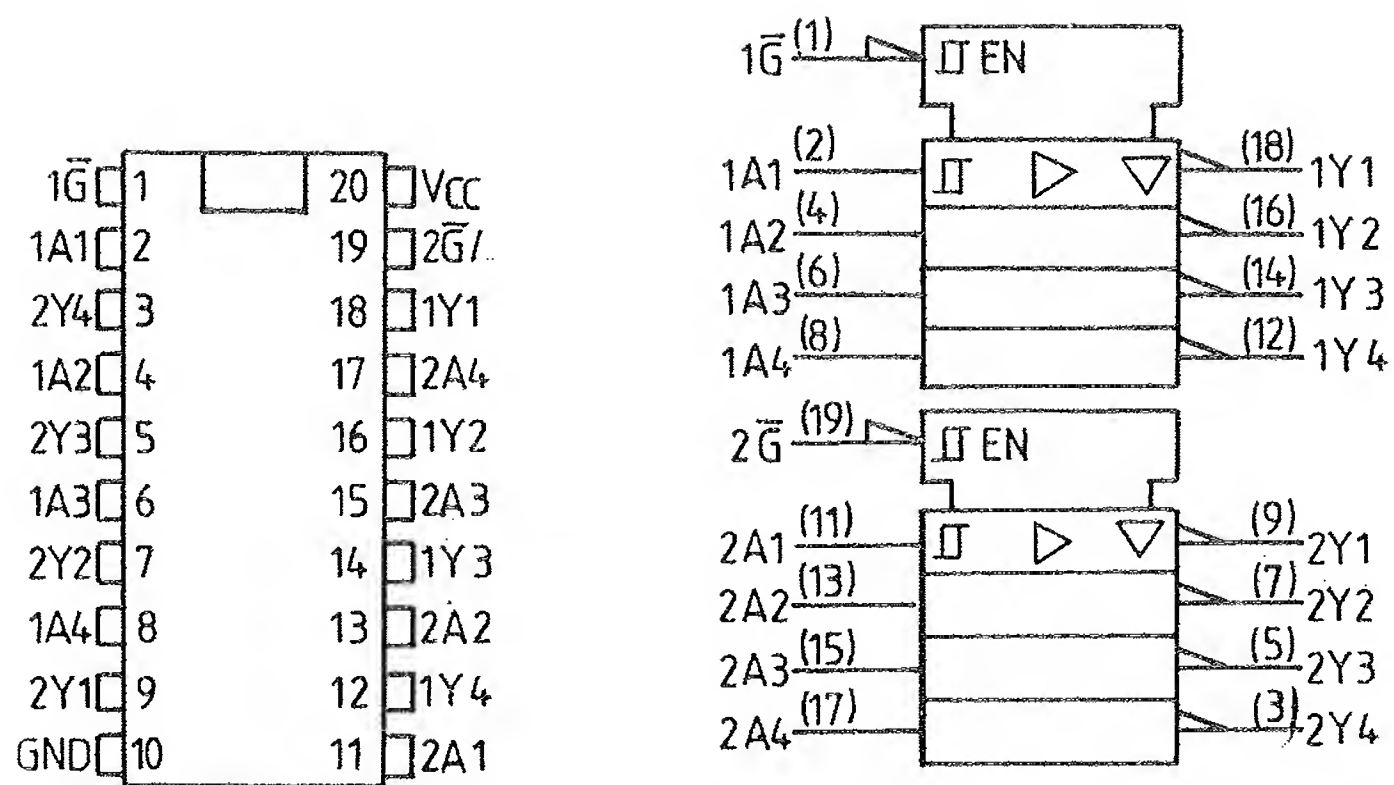 1G̅ 1 20 VCC
1A1 2 19 2G̅/
2Y4 3 18 1Y1
1A2 4 17 2A4
2Y3 5 16 1Y2
1A3 6 15 2A3
2Y2 7 14 1Y3
1A4 8 13 2A2
2Y1 9 12 1Y4
GND 10 11 2A1
1G̅ (1) EN
1A1 (2) (18) 1Y1
1A2 (4) (16) 1Y2
1A3 (6) (14) 1Y3
1A4 (8) (12) 1Y4
2G̅ (19) EN
2A1 (11) (9) 2Y1
2A2 (13) (7) 2Y2
2A3 (15) (5) 2Y3
2A4 (17) (3) 2Y4